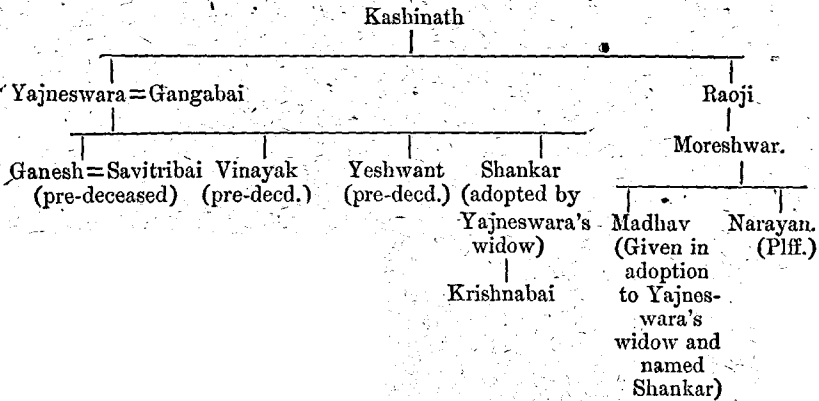 Kashinath
Yajneswara=Gangabai Raoji
Moreshwar.
Ganesh=Savitribai Vinayak Yeshwant Shankar
(pre-deceased) (pre-decd.) (pre-decd.) (adopted by
Yajneswara's Madhav Narayan.
widow) (Given in (Plff.)
adoption
Krishnabai to Yajnes-
wara's
widow and
named
Shankar)